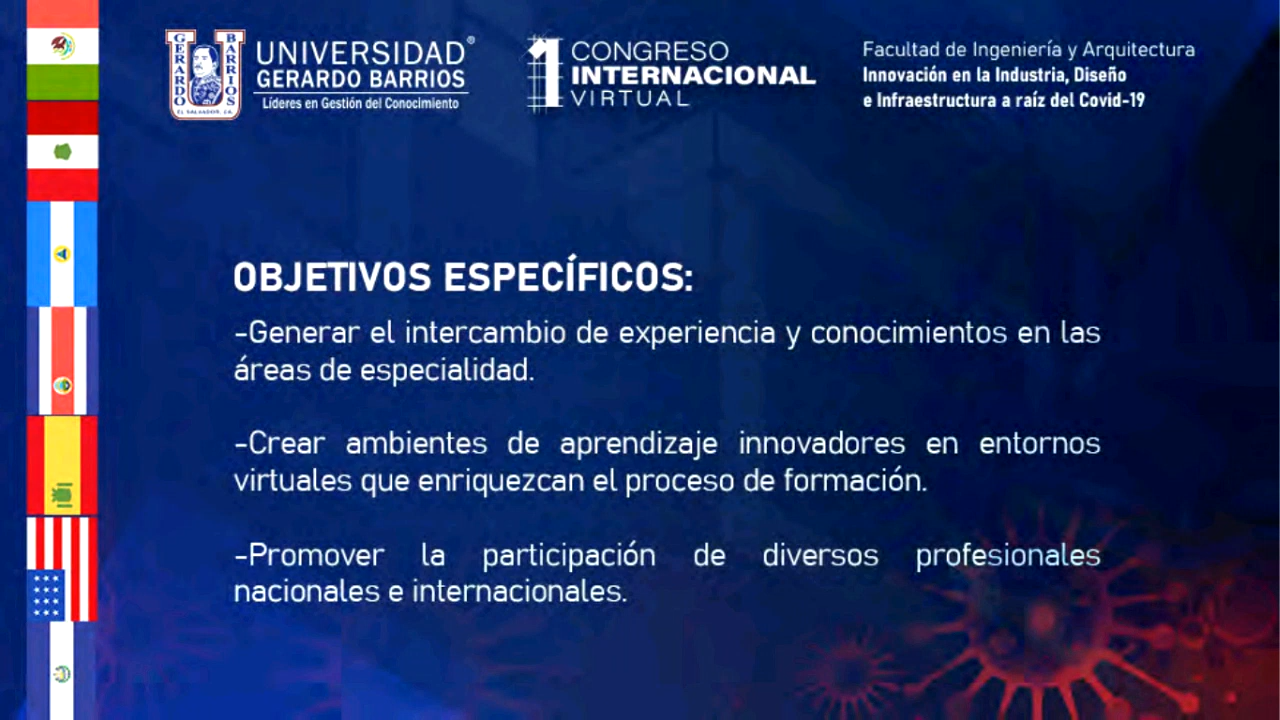 GERARDO
BARRIOS
EL SALVADOR, C.A.
UNIVERSIDAD®
GERARDO BARRIOS
Líderes en Gestión del Conocimiento
1 CONGRESO
INTERNACIONAL
VIRTUAL
Facultad de Ingeniería y Arquitectura
Innovación en la Industria, Diseño
e Infraestructura a raíz del Covid-19
OBJETIVOS ESPECÍFICOS:
-Generar el intercambio de experiencia y conocimientos en las
áreas de especialidad.
-Crear ambientes de aprendizaje innovadores en entornos
virtuales que enriquezcan el proceso de formación.
-Promover la participación de diversos profesionales
nacionales e internacionales.